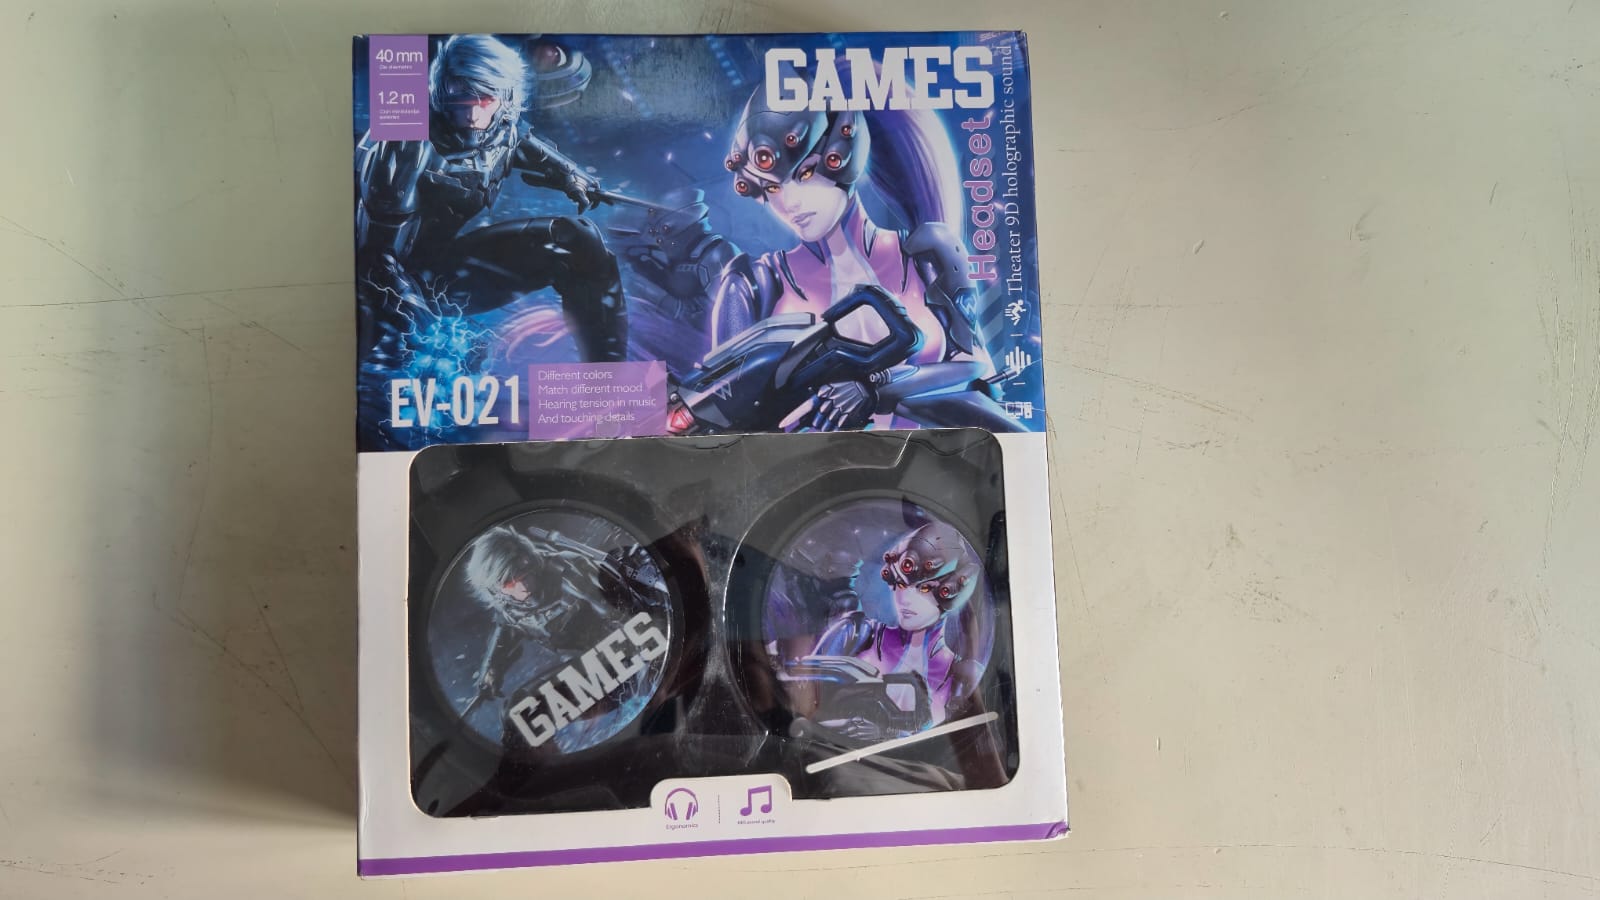 40 mm
1.2 m
GAMES
Headset
Theater 9D holographic sound
EV-021
Different colors
Match different mood
Hearing tension in music
And touching details
GAMES
Ergonomics